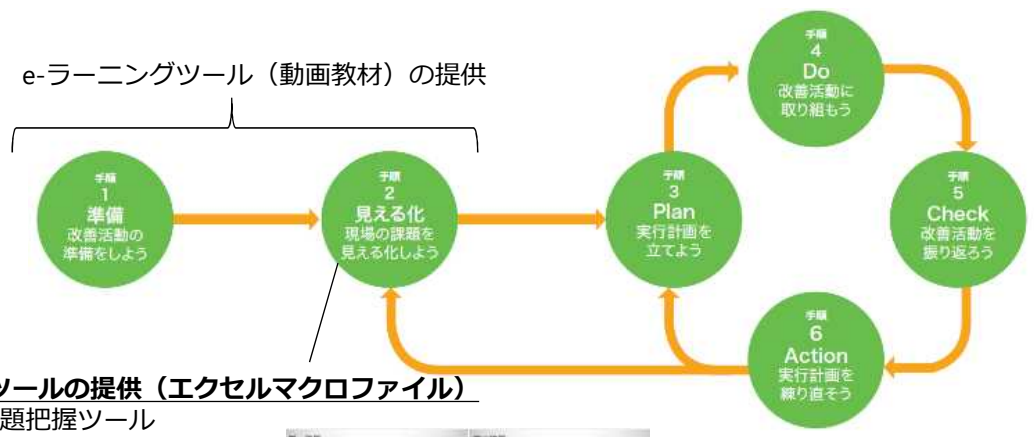 e-ラーニングツール（動画教材）の提供
手順
1
準備
改善活動の
準備をしよう
手順
2
見える化
現場の課題を
見える化しよう
手順
3
Plan
実行計画を
立てよう
手順
4
Do
改善活動に
取り組もう
手順
5
Check
改善活動を
振り返ろう
手順
6
Action
実行計画を
練り直そう
ツールの提供（エクセルマクロファイル）
題把握ツール